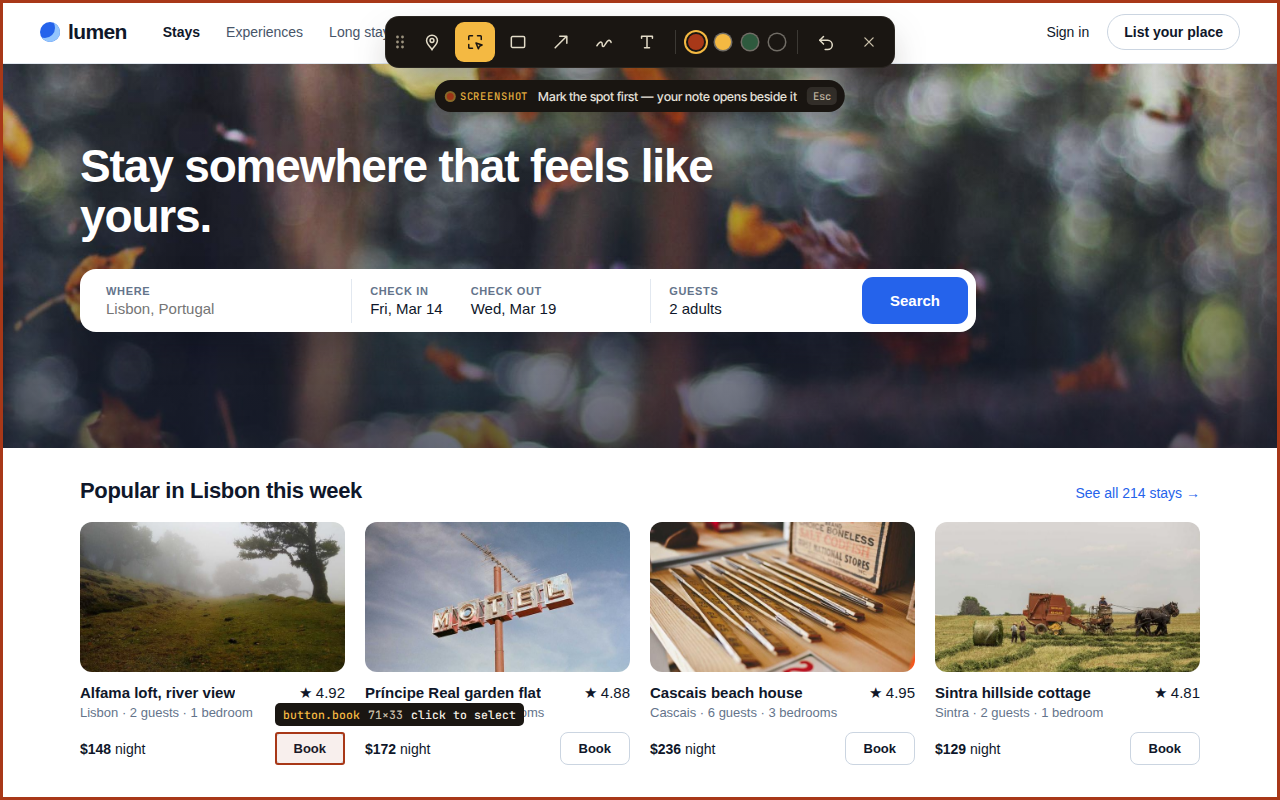 lumen
Stays
Experiences
Sign in
List your place
SCREENSHOT Mark the spot first — your note opens beside it Esc
Stay somewhere that feels like
yours.
WHERE
Lisbon, Portugal
CHECK IN
Fri, Mar 14
CHECK OUT
Wed, Mar 19
GUESTS
2 adults
Search
Popular in Lisbon this week
See all 214 stays →
MOTEL
Alfama loft, river view
★ 4.92
Lisbon · 2 guests · 1 bedroom
$148 night
Book
button.book 71×33 click to select
Príncipe Real garden flat
★ 4.88
$172 night
Book
Cascais beach house
★ 4.95
Cascais · 6 guests · 3 bedrooms
$236 night
Book
Sintra hillside cottage
★ 4.81
Sintra · 2 guests · 1 bedroom
$129 night
Book